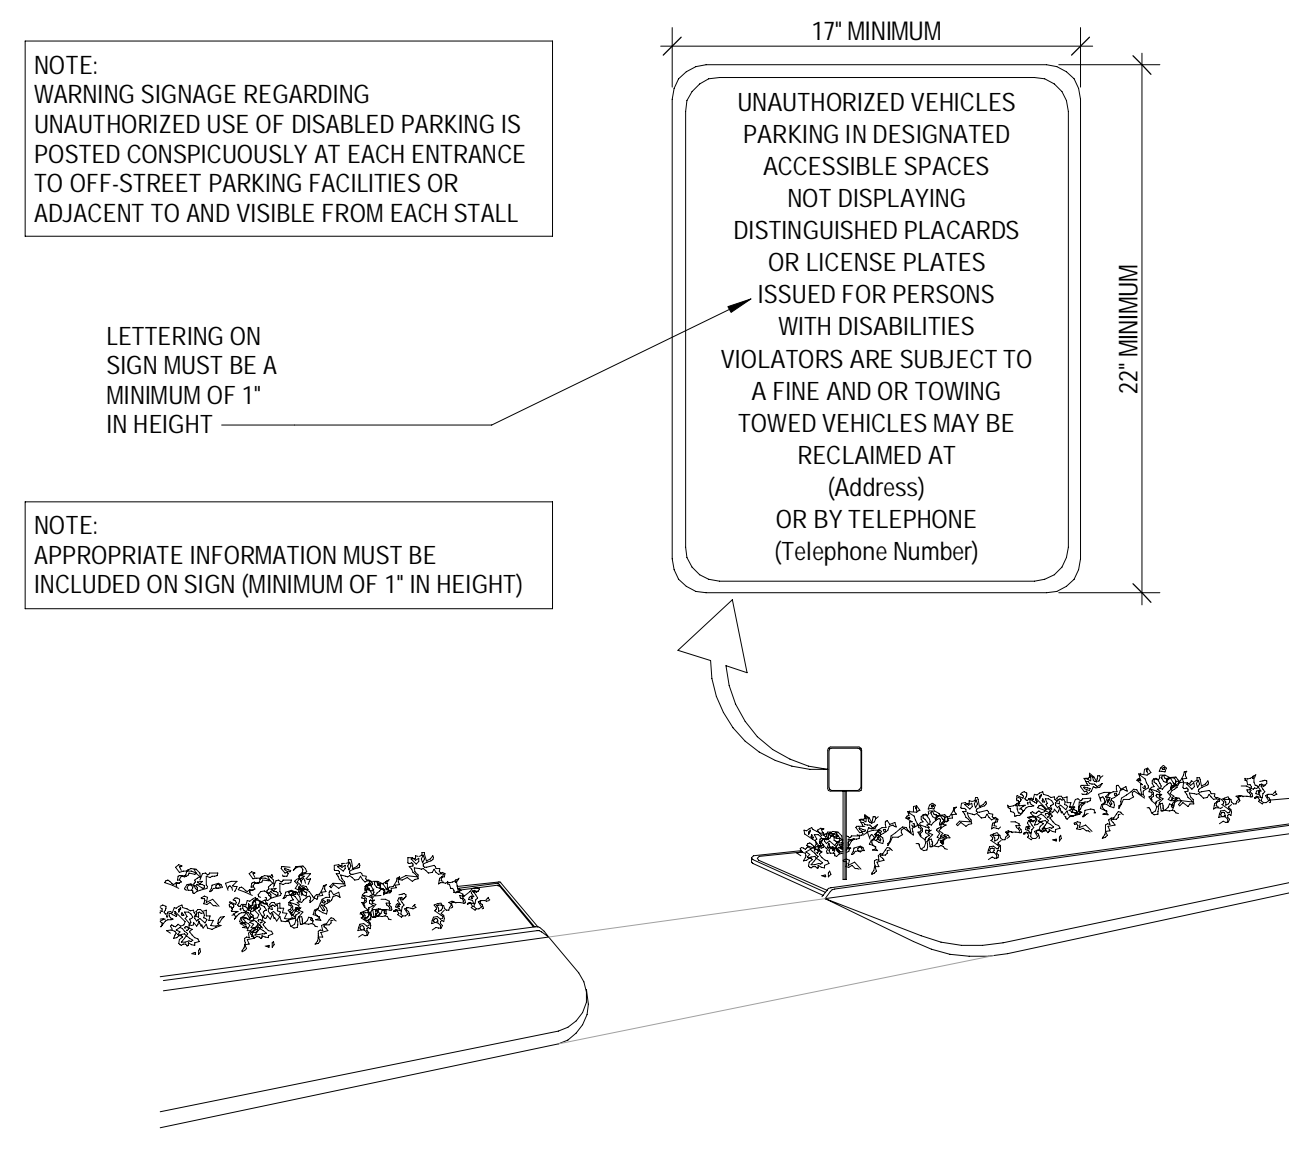 17" MINIMUM
NOTE:
WARNING SIGNAGE REGARDING
UNAUTHORIZED USE OF DISABLED PARKING IS
POSTED CONSPICUOUSLY AT EACH ENTRANCE
TO OFF-STREET PARKING FACILITIES OR
ADJACENT TO AND VISIBLE FROM EACH STALL
UNAUTHORIZED VEHICLES
PARKING IN DESIGNATED
ACCESSIBLE SPACES
NOT DISPLAYING
DISTINGUISHED PLACARDS
OR LICENSE PLATES
ISSUED FOR PERSONS
WITH DISABILITIES
VIOLATORS ARE SUBJECT TO
A FINE AND OR TOWING
TOWED VEHICLES MAY BE
RECLAIMED AT
(Address)
OR BY TELEPHONE
(Telephone Number)
22" MINIMUM
LETTERING ON
SIGN MUST BE A
MINIMUM OF 1"
IN HEIGHT
NOTE:
APPROPRIATE INFORMATION MUST BE
INCLUDED ON SIGN (MINIMUM OF 1" IN HEIGHT)